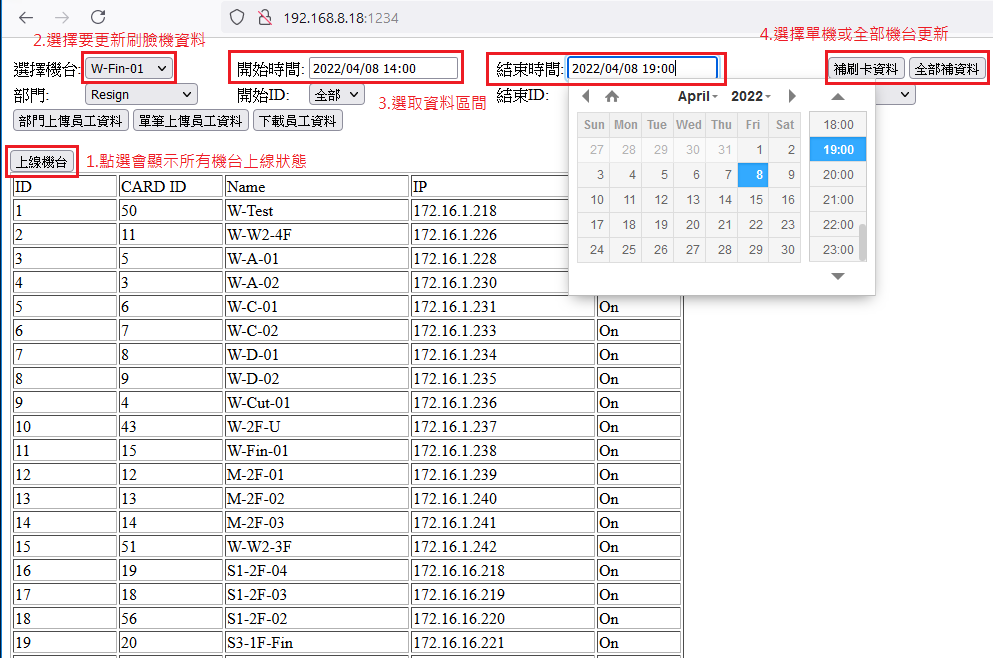 192.168.8.18:1234
2.選擇要更新刷臉機資料
4.選擇單機或全部機台更新
選擇機台: W-Fin-01 開始時間: 2022/04/08 14:00 結束時間: 2022/04/08 19:00 補刷卡資料 全部補資料
部門: Resign 開始ID: 全部 3.選取資料區間 結束ID:
部門上傳員工資料 單筆上傳員工資料 下載員工資料
April 2022
Sun Mon Tue Wed Thu Fri Sat
27 28 29 30 31 1 2
3 4 5 6 7 8 9
10 11 12 13 14 15 16
17 18 19 20 21 22 23
24 25 26 27 28 29 30
18:00
19:00
20:00
21:00
22:00
23:00
上線機台 1.點選會顯示所有機台上線狀態
ID CARD ID Name IP
1 50 W-Test 172.16.1.218
2 11 W-W2-4F 172.16.1.226
3 5 W-A-01 172.16.1.228
4 3 W-A-02 172.16.1.230
5 6 W-C-01 172.16.1.231 On
6 7 W-C-02 172.16.1.233 On
7 8 W-D-01 172.16.1.234 On
8 9 W-D-02 172.16.1.235 On
9 4 W-Cut-01 172.16.1.236 On
10 43 W-2F-U 172.16.1.237 On
11 15 W-Fin-01 172.16.1.238 On
12 12 M-2F-01 172.16.1.239 On
13 13 M-2F-02 172.16.1.240 On
14 14 M-2F-03 172.16.1.241 On
15 51 W-W2-3F 172.16.1.242 On
16 19 S1-2F-04 172.16.16.218 On
17 18 S1-2F-03 172.16.16.219 On
18 56 S1-2F-02 172.16.16.220 On
19 20 S3-1F-Fin 172.16.16.221 On